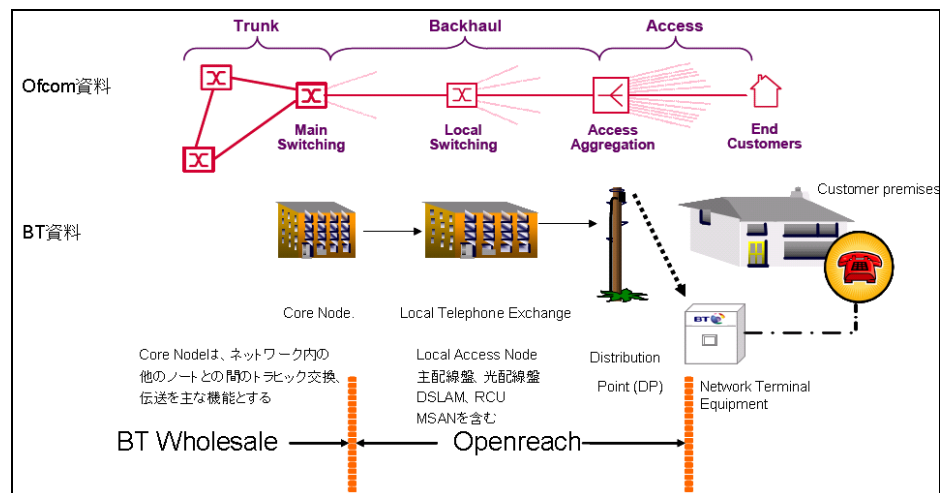 Trunk Backhaul Access
Ofcom資料
Main Switching
Local Switching
Access Aggregation
End Customers
Customer premises
BT資料
BT
Core Node.
Local Telephone Exchange
Core Nodeは、ネットワーク内の
他のノートとの間のトラヒック交換、
伝送を主な機能とする
Local Access Node
主配線盤、光配線盤
DSLAM、RCU
MSANを含む
Distribution
Point (DP)
Network Terminal
Equipment
BT Wholesale
Openreach